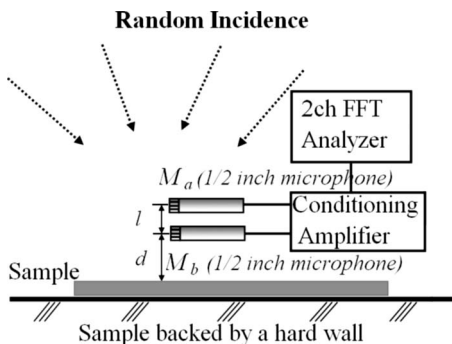 Random Incidence
2ch FFT
Analyzer
Ma (1/2 inch microphone)
Conditioning
Amplifier
l
d
Mb (1/2 inch microphone)
Sample
Sample backed by a hard wall